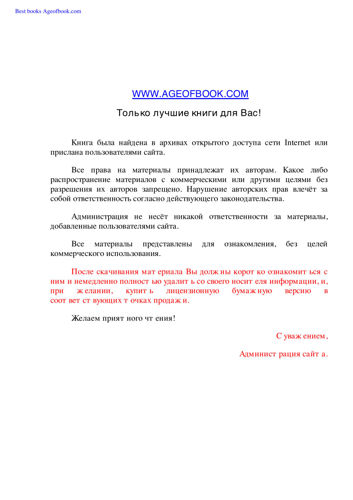 Best books Ageofbook.com
WWW.AGEOFBOOK.COM
Только лучшие книги для Вас!
Книга была найдена в архивах открытого доступа сети Internet или
прислана пользователями сайта.
Все права на материалы принадлежат их авторам. Какое либо
распространение материалов с коммерческими или другими целями без
разрешения их авторов запрещено. Нарушение авторских прав влечёт за
собой ответственность согласно действующего законодательства.
Администрация не несёт никакой ответственности за материалы,
добавленные пользователями сайта.
Все материалы представлены для ознакомления, без целей
коммерческого использования.
После скачивания мат ериала Вы долж ны корот ко ознакомит ься с
ним и немедленно полност ью удалит ь со своегоносит еля информации, и,
при ж елании, купит ь лицензионную бумаж ную версию в
соот вет ст вующих т очках продаж и.
Желаем прият ного чт ения!
С уваж ением,
Админист рация сайт а.